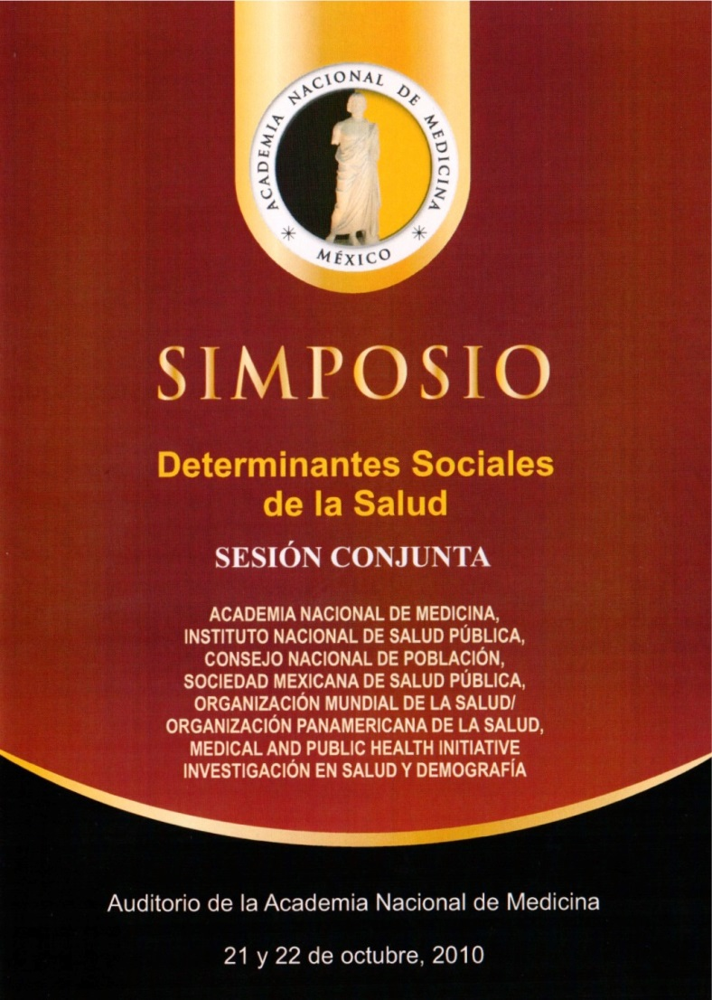 ACADEMIA NACIONAL DE MEDICINA
MÉXICO
SIMPOSIO
Determinantes Sociales
de la Salud
SESIÓN CONJUNTA
ACADEMIA NACIONAL DE MEDICINA,
INSTITUTO NACIONAL DE SALUD PÚBLICA,
CONSEJO NACIONAL DE POBLACIÓN,
SOCIEDAD MEXICANA DE SALUD PÚBLICA,
ORGANIZACIÓN MUNDIAL DE LA SALUD/
ORGANIZACIÓN PANAMERICANA DE LA SALUD,
MEDICAL AND PUBLIC HEALTH INITIATIVE
INVESTIGACIÓN EN SALUD Y DEMOGRAFÍA
Auditorio de la Academia Nacional de Medicina
21 y 22 de octubre, 2010